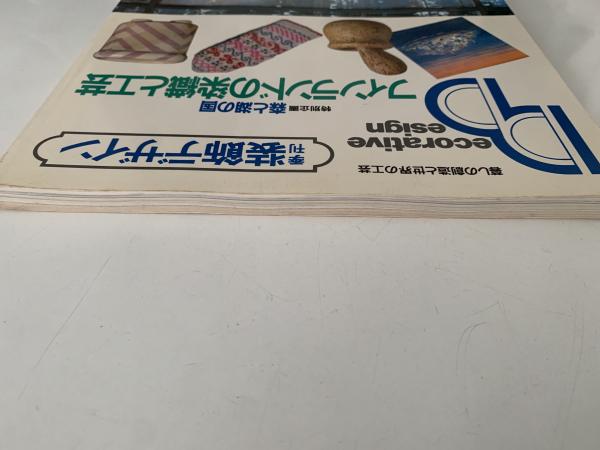 暮しの創造と世界の工芸
季刊 装飾デザイン
Decorative
Design
特別企画 森と湖の国
フィンランドの染織と工芸